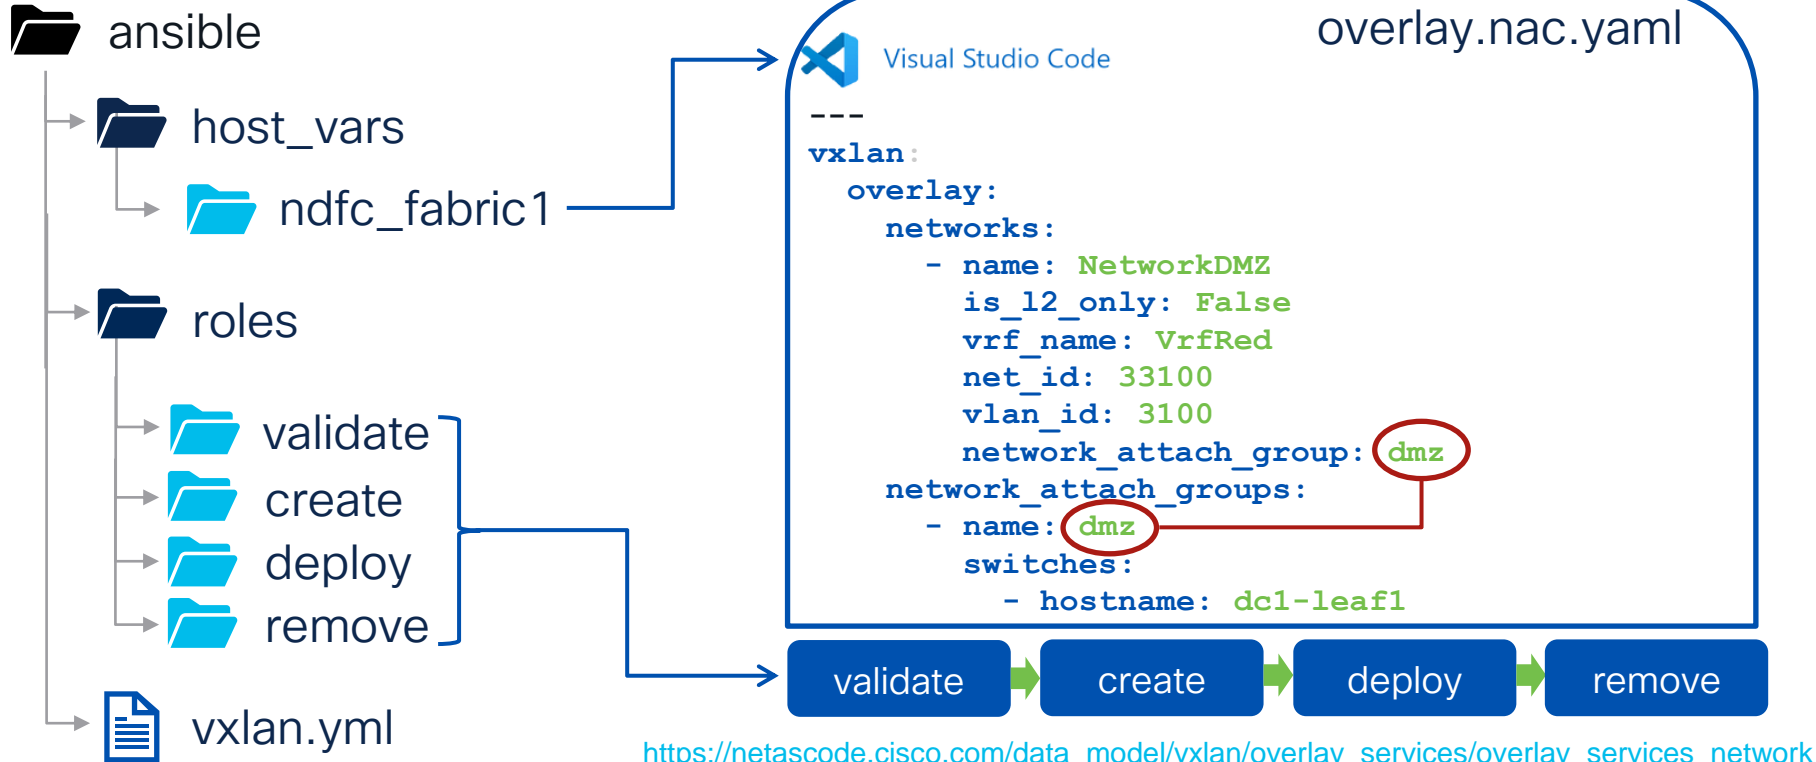 ansible
host_vars
ndfc_fabric1
roles
validate
create
deploy
remove
vxlan.yml
overlay.nac.yaml
Visual Studio Code
---
vxlan:
overlay:
networks:
- name: NetworkDMZ
is_l2_only: False
vrf_name: VrfRed
net_id: 33100
vlan_id: 3100
network_attach_group: dmz
network_attach_groups:
- name: dmz
switches:
- hostname: dc1-leaf1
validate
create
deploy
remove
https://netascode.cisco.com/data_model/vxlan/overlay_services/overlay_services_network